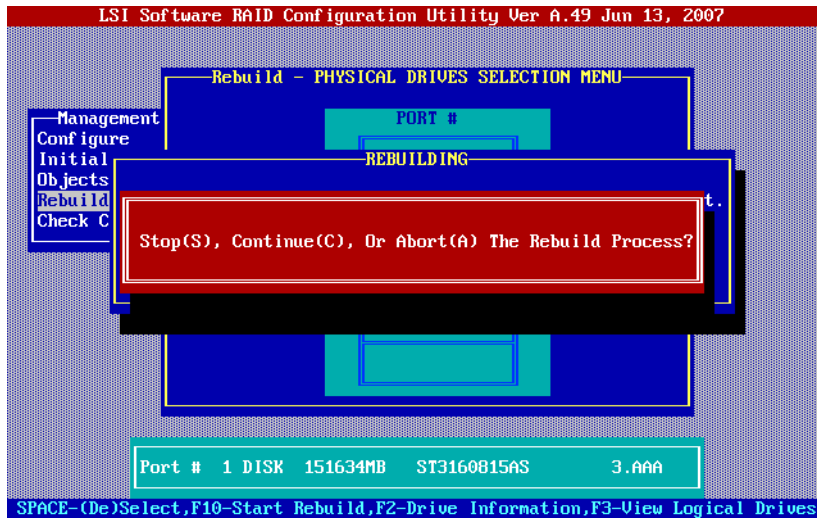 LSI Software RAID Configuration Utility Ver A.49 Jun 13, 2007
Rebuild - PHYSICAL DRIVES SELECTION MENU
Management
PORT #
Configure
Initial
REBUILDING
Objects
Rebuild
t.
Check C
Stop(S), Continue(C), Or Abort(A) The Rebuild Process?
Port # 1 DISK 151634MB ST3160815AS 3.AAA
SPACE-(De)Select,F10-Start Rebuild,F2-Drive Information,F3-View Logical Drives